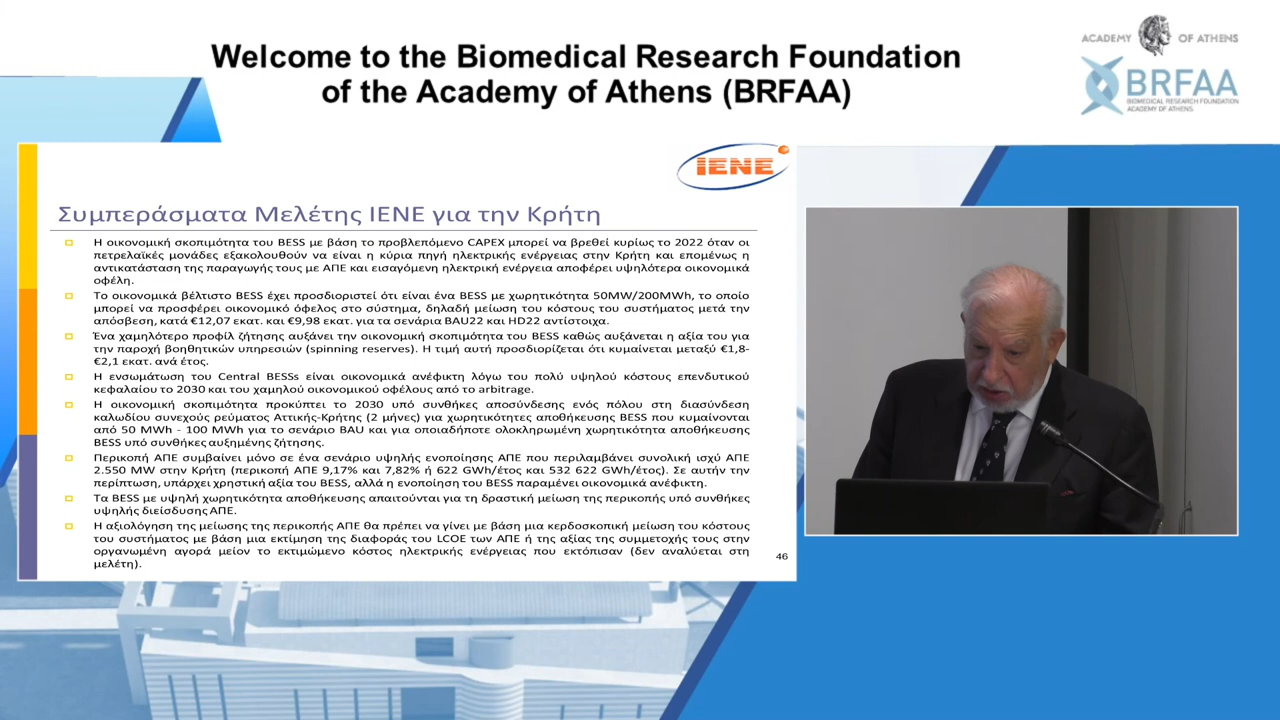 Welcome to the Biomedical Research Foundation
of the Academy of Athens (BRFAA)
ACADEMY OF ATHENS
BRFAA
BIOMEDICAL RESEARCH FOUNDATION
ACADEMY OF ATHENS
IENE
Συμπεράσματα Μελέτης ΙΕΝΕ για την Κρήτη
Η οικονομική σκοπιμότητα του BESS με βάση το προβλεπόμενο CAPEX μπορεί να βρεθεί κυρίως το 2022 όταν οι
πετρελαϊκές μονάδες εξακολουθούν να είναι η κύρια πηγή ηλεκτρικής ενέργειας στην Κρήτη και επομένως η
αντικατάσταση της παραγωγής τους με ΑΠΕ και εισαγόμενη ηλεκτρική ενέργεια αποφέρει υψηλότερα οικονομικά
οφέλη.
Το οικονομικά βέλτιστο BESS έχει προσδιοριστεί ότι είναι ένα BESS με χωρητικότητα 50MW/200MWh, το οποίο
μπορεί να προσφέρει οικονομικό όφελος στο σύστημα, δηλαδή μείωση του κόστους του συστήματος μετά την
απόσβεση, κατά €12,07 εκατ. και €9,98 εκατ. για τα σενάρια BAU22 και HD22 αντίστοιχα.
Ένα χαμηλότερο προφίλ ζήτησης αυξάνει την οικονομική σκοπιμότητα του BESS καθώς αυξάνεται η αξία του για
την παροχή βοηθητικών υπηρεσιών (spinning reserves). Η τιμή αυτή προσδιορίζεται ότι κυμαίνεται μεταξύ €1,8-
€2,1 εκατ. ανά έτος.
Η ενσωμάτωση του Central BESSs είναι οικονομικά ανέφικτη λόγω του πολύ υψηλού κόστους επενδυτικού
κεφαλαίου το 2030 και του χαμηλού οικονομικού οφέλους από το arbitrage.
Η οικονομική σκοπιμότητα προκύπτει το 2030 υπό συνθήκες αποσύνδεσης ενός πόλου στη διασύνδεση
καλωδίου συνεχούς ρεύματος Αττικής-Κρήτης (2 μήνες) για χωρητικότητες αποθήκευσης BESS που κυμαίνονται
από 50 MWh - 100 MWh για το σενάριο BAU και για οποιαδήποτε ολοκληρωμένη χωρητικότητα αποθήκευσης
BESS υπό συνθήκες αυξημένης ζήτησης.
Περικοπή ΑΠΕ συμβαίνει μόνο σε ένα σενάριο υψηλής ενοποίησης ΑΠΕ που περιλαμβάνει συνολική ισχύ ΑΠΕ
2.550 MW στην Κρήτη (περικοπή ΑΠΕ 9,17% και 7,82% ή 622 GWh/έτος και 532 622 GWh/έτος). Σε αυτήν την
περίπτωση, υπάρχει χρηστική αξία του BESS, αλλά η ενοποίηση του BESS παραμένει οικονομικά ανέφικτη.
Τα BESS με υψηλή χωρητικότητα αποθήκευσης απαιτούνται για τη δραστική μείωση της περικοπής υπό συνθήκες
υψηλής διείσδυσης ΑΠΕ.
Η αξιολόγηση της μείωσης της περικοπής ΑΠΕ θα πρέπει να γίνει με βάση μια κερδοσκοπική μείωση του κόστους
του συστήματος με βάση μια εκτίμηση της διαφοράς του LCOE των ΑΠΕ ή της αξίας της συμμετοχής τους στην
οργανωμένη αγορά μείον το εκτιμώμενο κόστος ηλεκτρικής ενέργειας που εκτόπισαν (δεν αναλύεται στη
μελέτη).
46